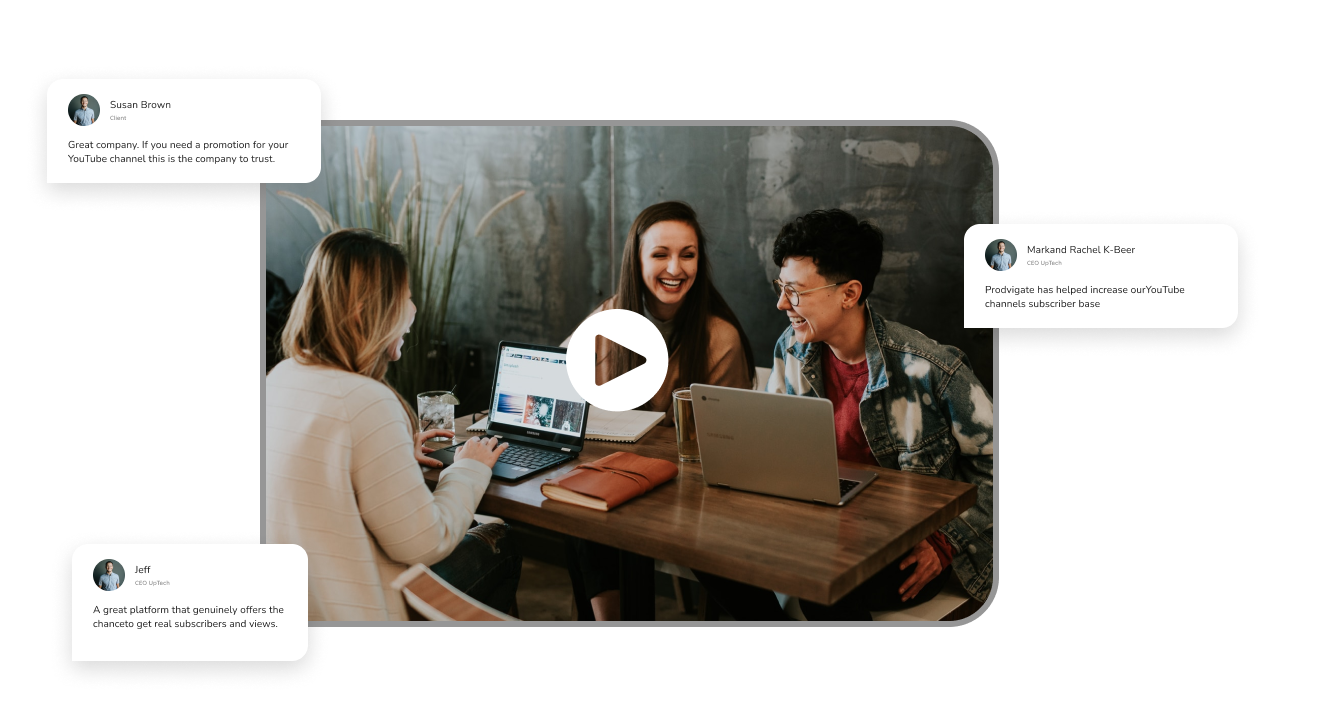 Susan Brown
Client
Great company. If you need a promotion for your
YouTube channel this is the company to trust.
Markand Rachel K-Beer
CEO UpTech
Prodvigate has helped increase ourYouTube
channels subscriber base
SAMSUNG
Jeff
CEO UpTech
A great platform that genuinely offers the
chanceto get real subscribers and views.